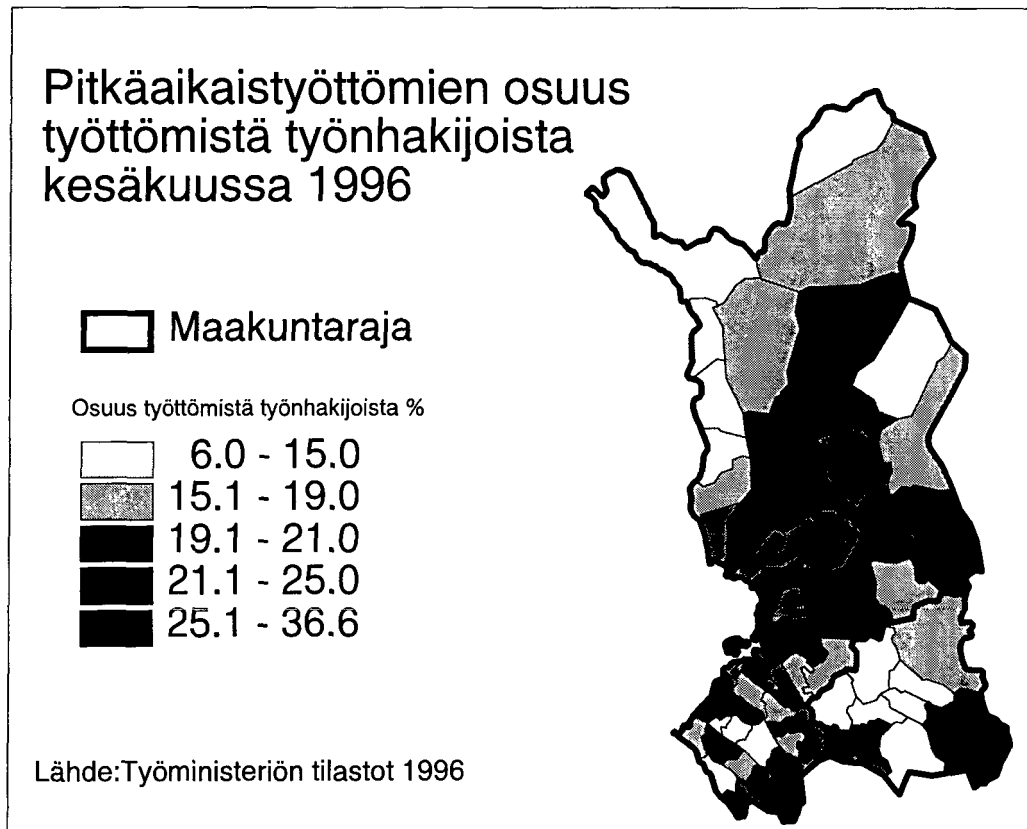 Pitkäaikaistyöttömien osuus
työttömistä työnhakijoista
kesäkuussa 1996
Maakuntaraja
Osuus työttömistä työnhakijoista %
6.0 - 15.0
15.1 - 19.0
19.1 - 21.0
21.1 - 25.0
25.1 - 36.6
Lähde:Työministeriön tilastot 1996